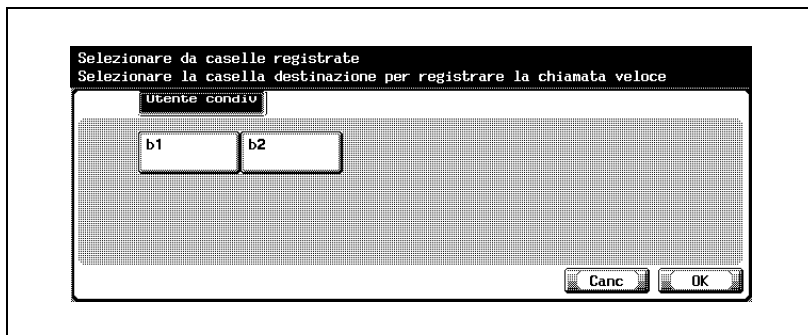 Selezionare da caselle registrate
Selezionare la casella destinazione per registrare la chiamata veloce
Utente condiv
b1 b2
Canc OK